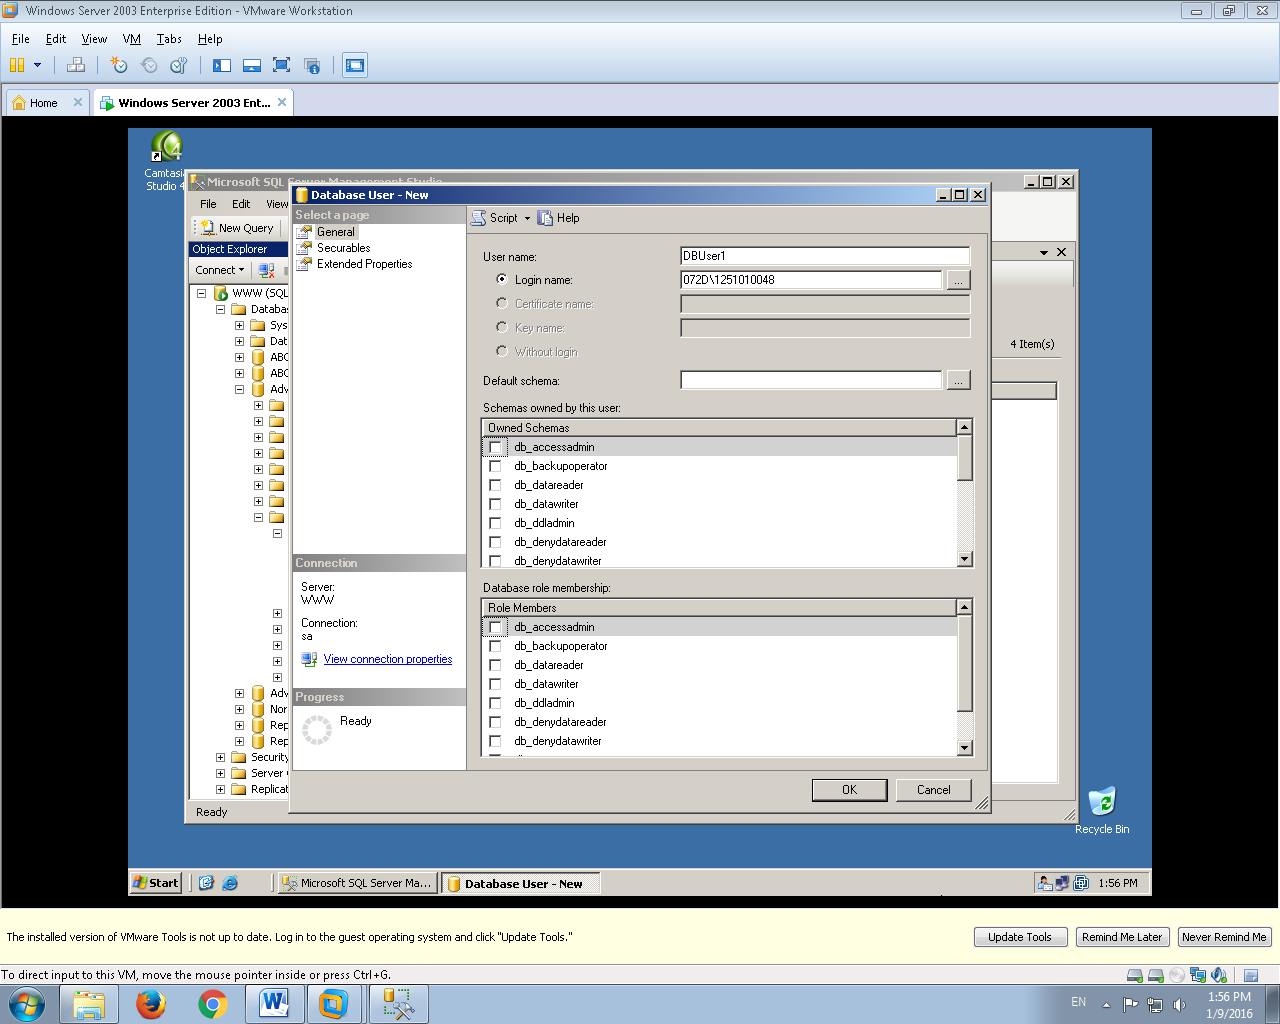 Windows Server 2003 Enterprise Edition - VMware Workstation
File Edit View VM Tabs Help
Home
Windows Server 2003 Ent...
Camtasi
Studio 4
Microsoft SQL Server Management Studio
File Edit View
New Query
Object Explorer
Connect
WWW (SQL
Databas
Sys
Dat
ABC
ABC
Adv
Adv
Nor
Rep
Rep
Security
Server
Replicat
Ready
4 Item(s)
Database User - New
Select a page
General
Securables
Extended Properties
Script
Help
User name:
DBUser1
Login name:
072D\1251010048
...
Certificate name:
Key name:
Without login
Default schema:
...
Schemas owned by this user:
Owned Schemas
db_accessadmin
db_backupoperator
db_datareader
db_datawriter
db_ddladmin
db_denydatareader
db_denydatawriter
Database role membership:
Role Members
db_accessadmin
db_backupoperator
db_datareader
db_datawriter
db_ddladmin
db_denydatareader
db_denydatawriter
Connection
Server:
WWW
Connection:
sa
View connection properties
Progress
Ready
OK
Cancel
Recycle Bin
Start
Microsoft SQL Server Ma...
Database User - New
1:56 PM
The installed version of VMware Tools is not up to date. Log in to the guest operating system and click "Update Tools."
Update Tools
Remind Me Later
Never Remind Me
To direct input to this VM, move the mouse pointer inside or press Ctrl+G.
EN
1:56 PM
1/9/2016